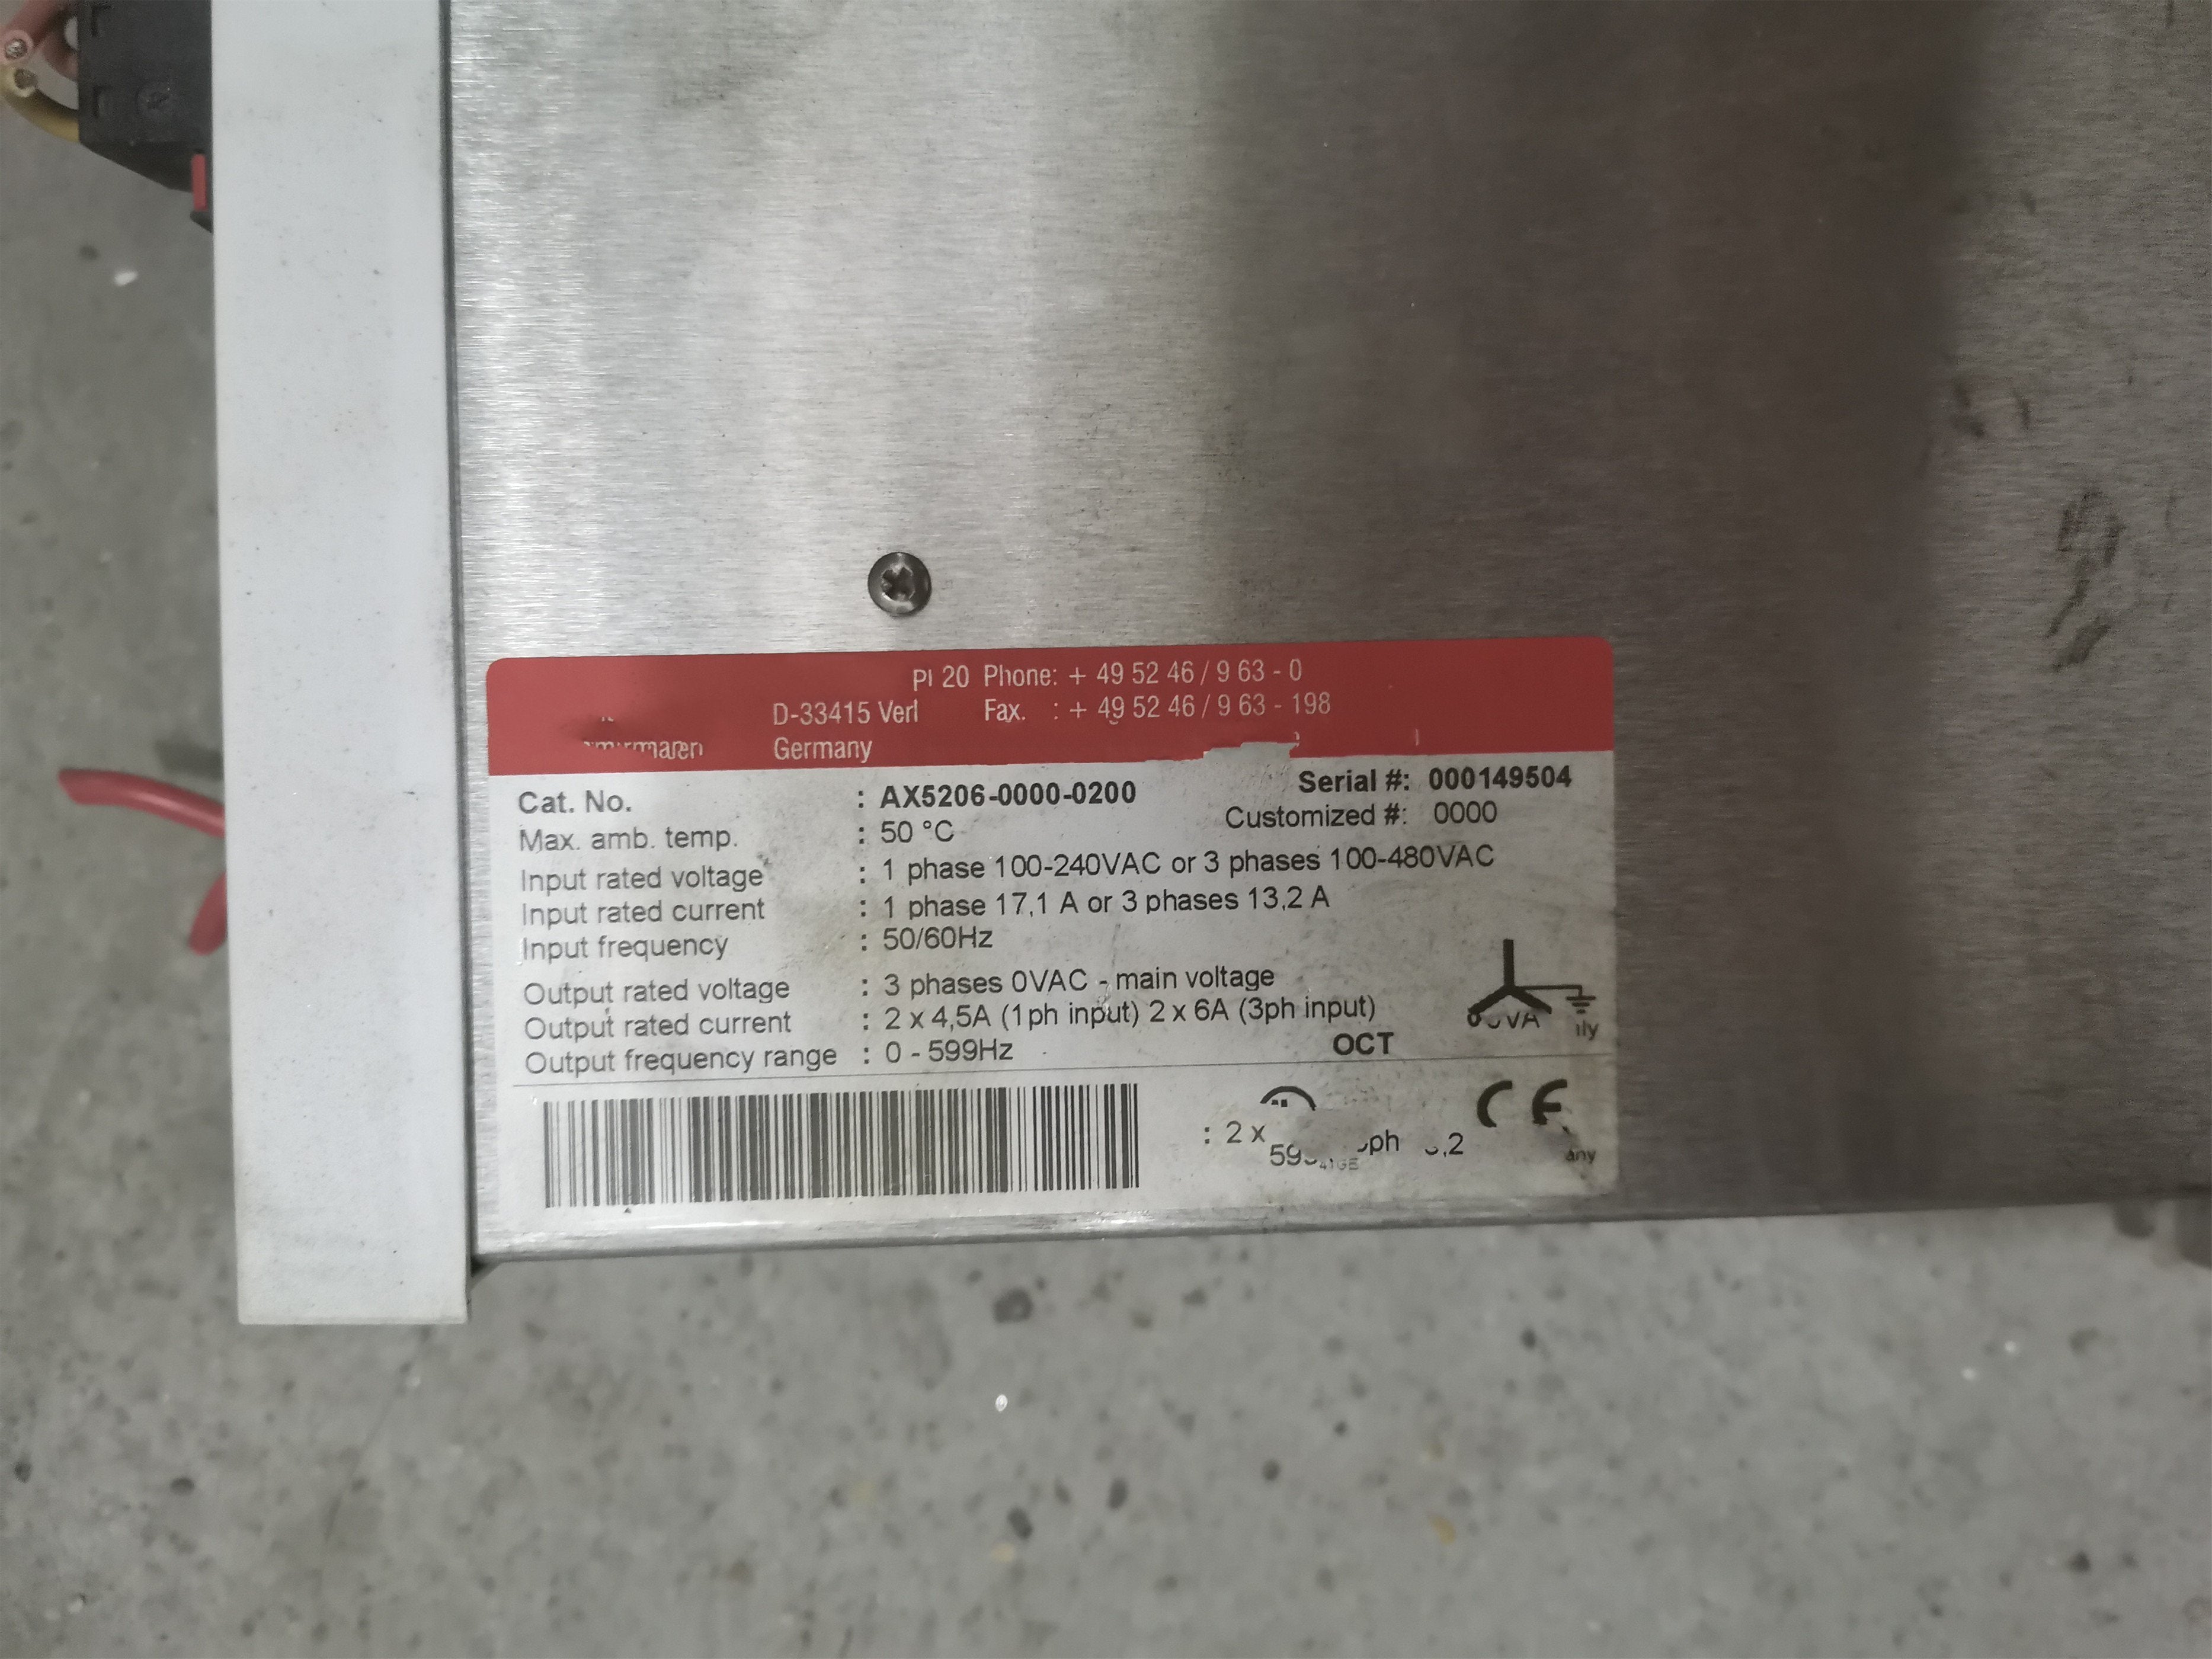 PI 20 Phone: + 49 52 46 / 9 63 - 0
D-33415 Verl Fax. : + 49 52 46 / 9 63 - 198
Germany
Cat. No. : AX5206-0000-0200 Serial #: 000149504
Max. amb. temp. : 50 °C Customized #: 0000
Input rated voltage : 1 phase 100-240VAC or 3 phases 100-480VAC
Input rated current : 1 phase 17,1 A or 3 phases 13,2 A
Input frequency : 50/60Hz
Output rated voltage : 3 phases 0VAC - main voltage
Output rated current : 2 x 4,5A (1ph input) 2 x 6A (3ph input)
Output frequency range : 0 - 599Hz OCT
CE
: 2 x